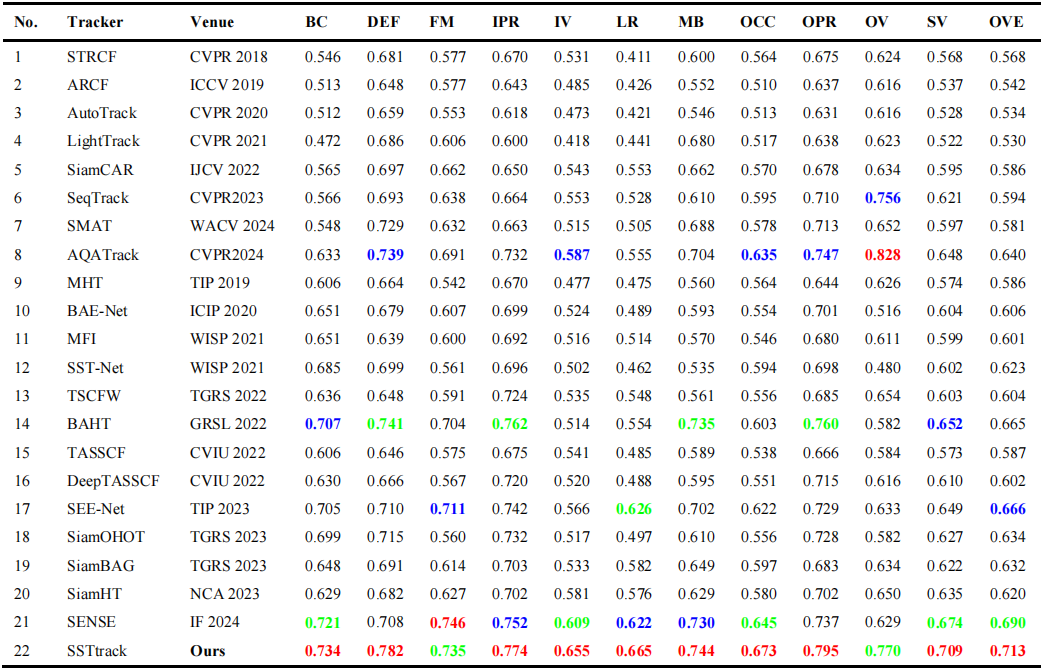 No. Tracker Venue BC DEF FM IPR IV LR MB OCC OPR OV SV OVE
1 STRCF CVPR 2018 0.546 0.681 0.577 0.670 0.531 0.411 0.600 0.564 0.675 0.624 0.568 0.568
2 ARCF ICCV 2019 0.513 0.648 0.577 0.643 0.485 0.426 0.552 0.510 0.637 0.616 0.537 0.542
3 AutoTrack CVPR 2020 0.512 0.659 0.553 0.618 0.473 0.421 0.546 0.513 0.631 0.616 0.528 0.534
4 LightTrack CVPR 2021 0.472 0.686 0.606 0.600 0.418 0.441 0.680 0.517 0.638 0.623 0.522 0.530
5 SiamCAR IJCV 2022 0.565 0.697 0.662 0.650 0.543 0.553 0.662 0.570 0.678 0.634 0.595 0.586
6 SeqTrack CVPR2023 0.566 0.693 0.638 0.664 0.553 0.528 0.610 0.595 0.710 0.756 0.621 0.594
7 SMAT WACV 2024 0.548 0.729 0.632 0.663 0.515 0.505 0.688 0.578 0.713 0.652 0.597 0.581
8 AQATrack CVPR2024 0.633 0.739 0.691 0.732 0.587 0.555 0.704 0.635 0.747 0.828 0.648 0.640
9 MHT TIP 2019 0.606 0.664 0.542 0.670 0.477 0.475 0.560 0.564 0.644 0.626 0.574 0.586
10 BAE-Net ICIP 2020 0.651 0.679 0.607 0.699 0.524 0.489 0.593 0.554 0.701 0.516 0.604 0.606
11 MFI WISP 2021 0.651 0.639 0.600 0.692 0.516 0.514 0.570 0.546 0.680 0.611 0.599 0.601
12 SST-Net WISP 2021 0.685 0.699 0.561 0.696 0.502 0.462 0.535 0.594 0.698 0.480 0.602 0.623
13 TSCFW TGRS 2022 0.636 0.648 0.591 0.724 0.535 0.548 0.561 0.556 0.685 0.654 0.603 0.604
14 BAHT GRSL 2022 0.707 0.741 0.704 0.762 0.514 0.554 0.735 0.603 0.760 0.582 0.652 0.665
15 TASSCF CVIU 2022 0.606 0.646 0.575 0.675 0.541 0.485 0.589 0.538 0.666 0.584 0.573 0.587
16 DeepTASSCF CVIU 2022 0.630 0.666 0.567 0.720 0.520 0.488 0.595 0.551 0.715 0.616 0.610 0.602
17 SEE-Net TIP 2023 0.705 0.710 0.711 0.742 0.566 0.626 0.702 0.622 0.729 0.633 0.649 0.666
18 SiamOHOT TGRS 2023 0.699 0.715 0.560 0.732 0.517 0.497 0.610 0.556 0.728 0.582 0.627 0.634
19 SiamBAG TGRS 2023 0.648 0.691 0.614 0.703 0.533 0.582 0.649 0.597 0.683 0.634 0.622 0.632
20 SiamHT NCA 2023 0.629 0.682 0.627 0.702 0.581 0.576 0.629 0.580 0.702 0.650 0.635 0.620
21 SENSE IF 2024 0.721 0.708 0.746 0.752 0.609 0.622 0.730 0.645 0.737 0.629 0.674 0.690
22 SSTtrack Ours 0.734 0.782 0.735 0.774 0.655 0.665 0.744 0.673 0.795 0.770 0.709 0.713